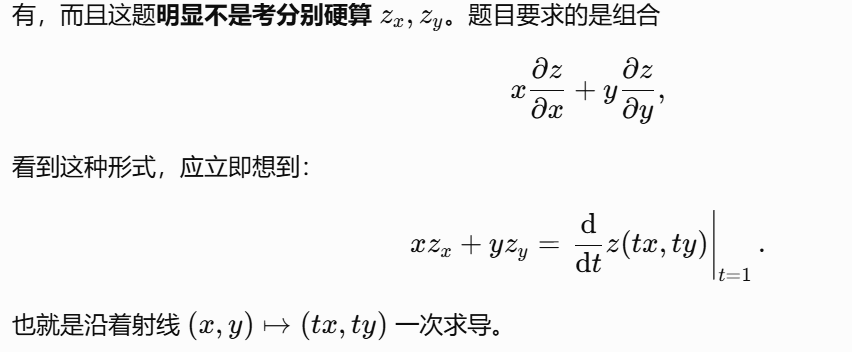 有，而且这题明显不是考分别硬算 $z_x, z_y$。题目要求的是组合
$x\frac{\partial z}{\partial x} + y\frac{\partial z}{\partial y},$
看到这种形式，应立即想到：
$xz_x + yz_y = \left.\frac{\mathrm{d}}{\mathrm{d}t}z(tx, ty)\right|_{t=1}.$
也就是沿着射线 $(x, y) \mapsto (tx, ty)$ 一次求导。